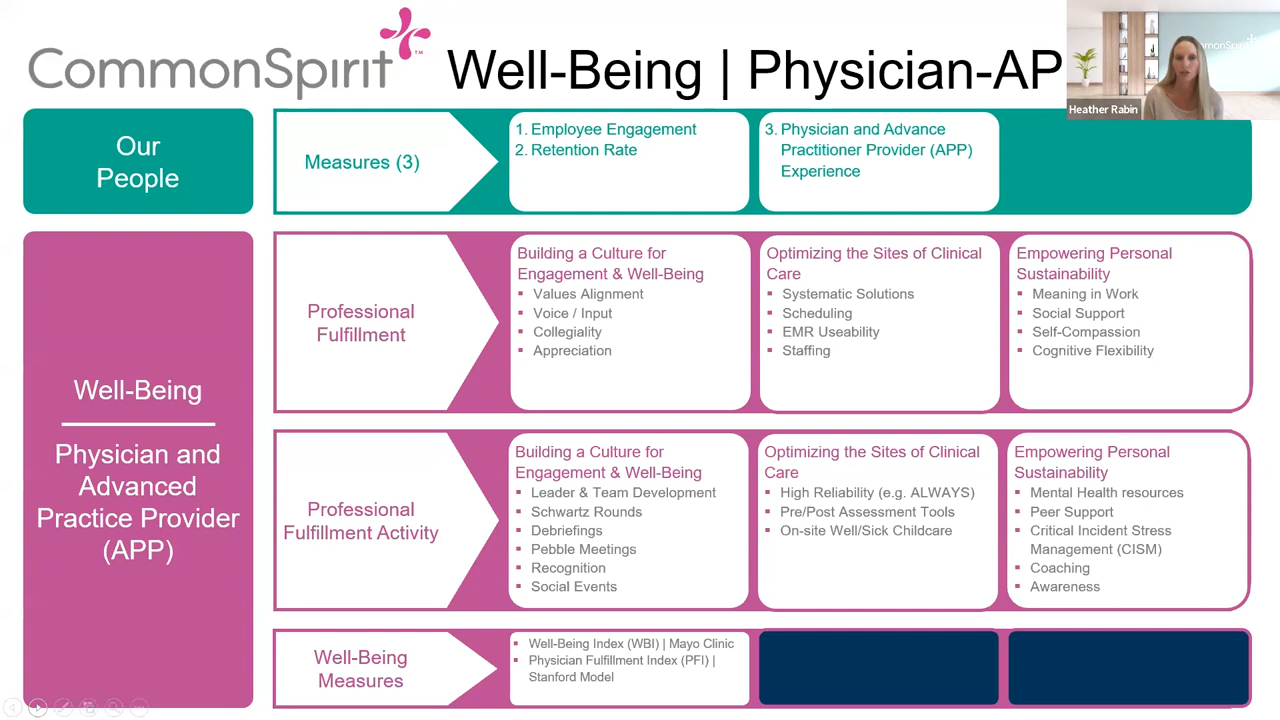 CommonSpirit
TM
Well-Being | Physician-AP
mmonSpirit
Heather Rabin
Our
People
Measures (3)
1. Employee Engagement
2. Retention Rate
3. Physician and Advance
Practitioner Provider (APP)
Experience
Well-Being
Physician and
Advanced
Practice Provider
(APP)
Professional
Fulfillment
Building a Culture for
Engagement & Well-Being
▪ Values Alignment
▪ Voice / Input
▪ Collegiality
▪ Appreciation
Optimizing the Sites of Clinical
Care
▪ Systematic Solutions
▪ Scheduling
▪ EMR Useability
▪ Staffing
Empowering Personal
Sustainability
▪ Meaning in Work
▪ Social Support
▪ Self-Compassion
▪ Cognitive Flexibility
Professional
Fulfillment Activity
Building a Culture for
Engagement & Well-Being
▪ Leader & Team Development
▪ Schwartz Rounds
▪ Debriefings
▪ Pebble Meetings
▪ Recognition
▪ Social Events
Optimizing the Sites of Clinical
Care
▪ High Reliability (e.g. ALWAYS)
▪ Pre/Post Assessment Tools
▪ On-site Well/Sick Childcare
Empowering Personal
Sustainability
▪ Mental Health resources
▪ Peer Support
▪ Critical Incident Stress
Management (CISM)
▪ Coaching
▪ Awareness
Well-Being
Measures
▪ Well-Being Index (WBI) | Mayo Clinic
▪ Physician Fulfillment Index (PFI) |
Stanford Model